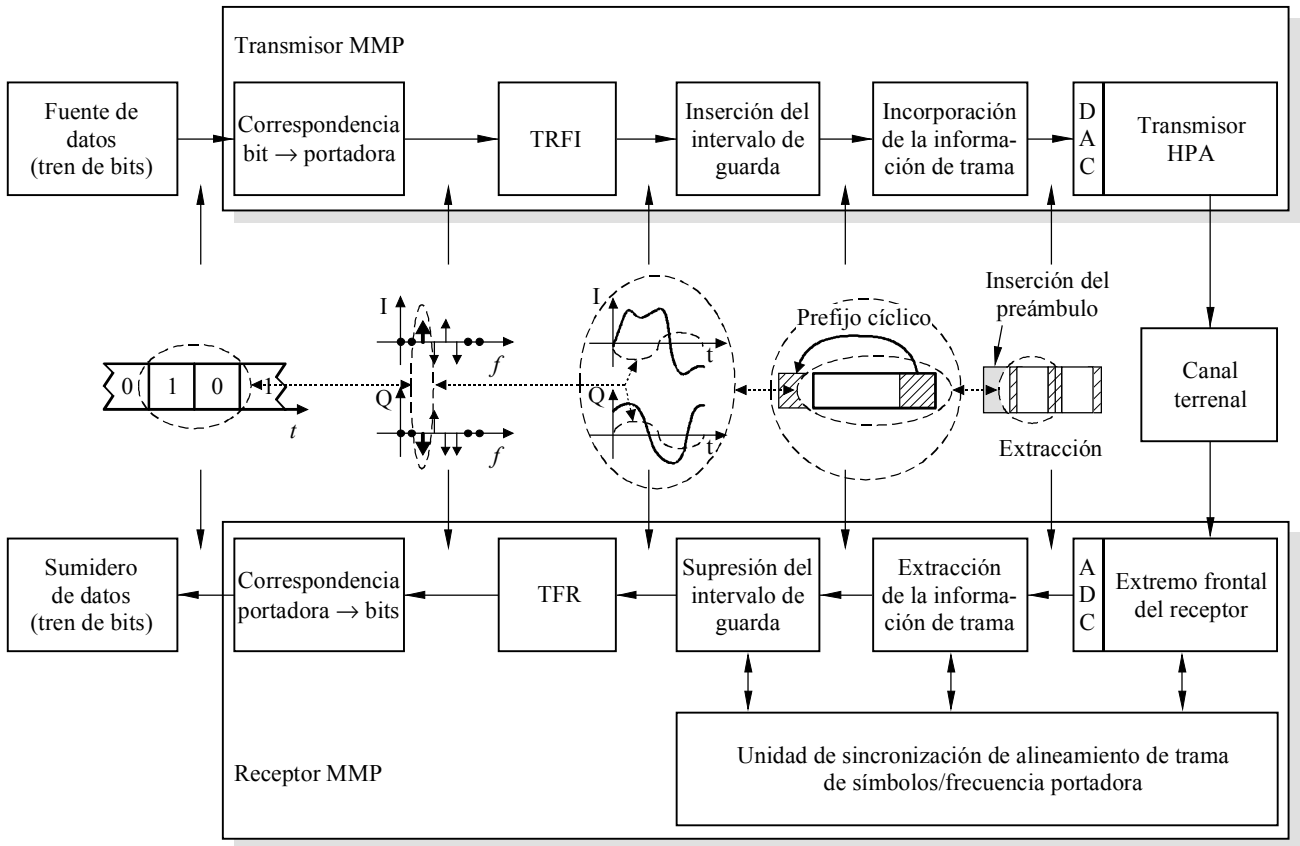 Transmisor MMP
Fuente de
datos
(tren de bits)
Correspondencia
bit → portadora
TRFI
Inserción del
intervalo de
guarda
Incorporación
de la informa-
ción de trama
D
A
C
Transmisor
HPA
0
1
0
1
t
I
f
Q
f
I
t
Q
t
Prefijo cíclico
Inserción del
preámbulo
Extracción
Canal
terrenal
Sumidero
de datos
(tren de bits)
Correspondencia
portadora → bits
TFR
Supresión del
intervalo de
guarda
Extracción
de la informa-
ción de trama
A
D
C
Extremo frontal
del receptor
Unidad de sincronización de alineamiento de trama
de símbolos/frecuencia portadora
Receptor MMP